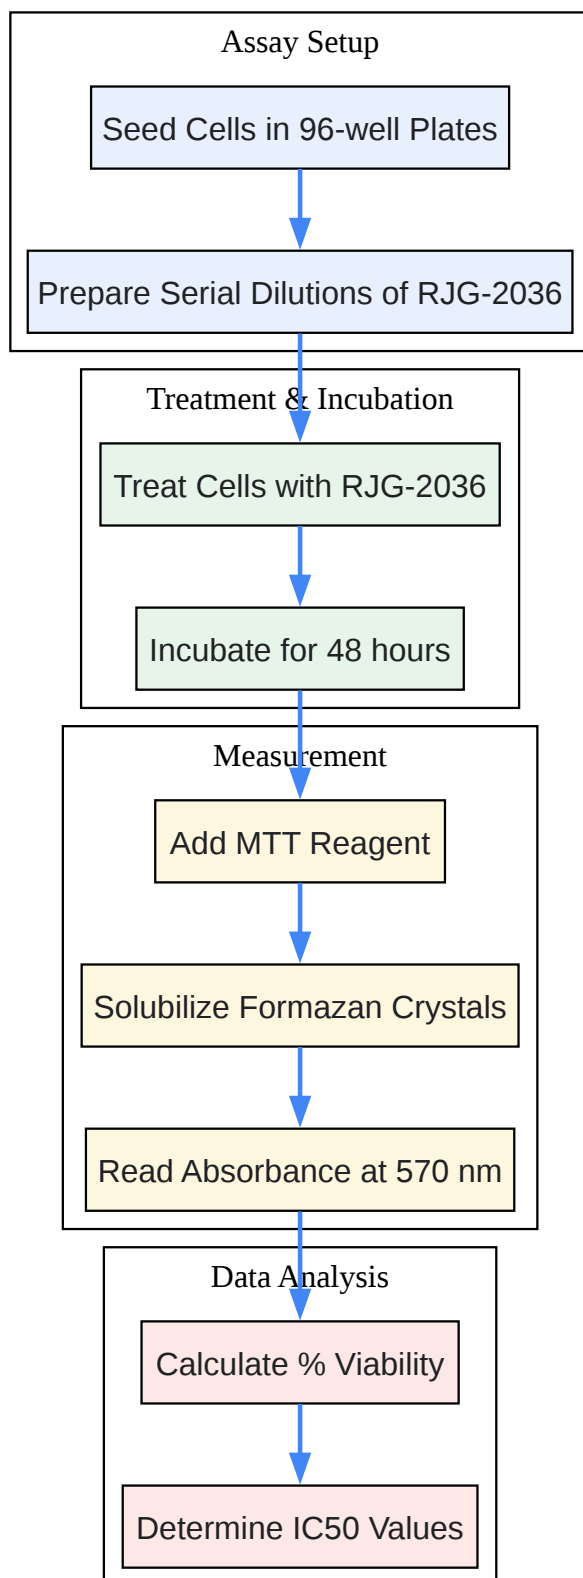 Assay Setup
Seed Cells in 96-well Plates
Prepare Serial Dilutions of RJG-2036
Treatment & Incubation
Treat Cells with RJG-2036
Incubate for 48 hours
Measurement
Add MTT Reagent
Solubilize Formazan Crystals
Read Absorbance at 570 nm
Data Analysis
Calculate % Viability
Determine IC50 Values